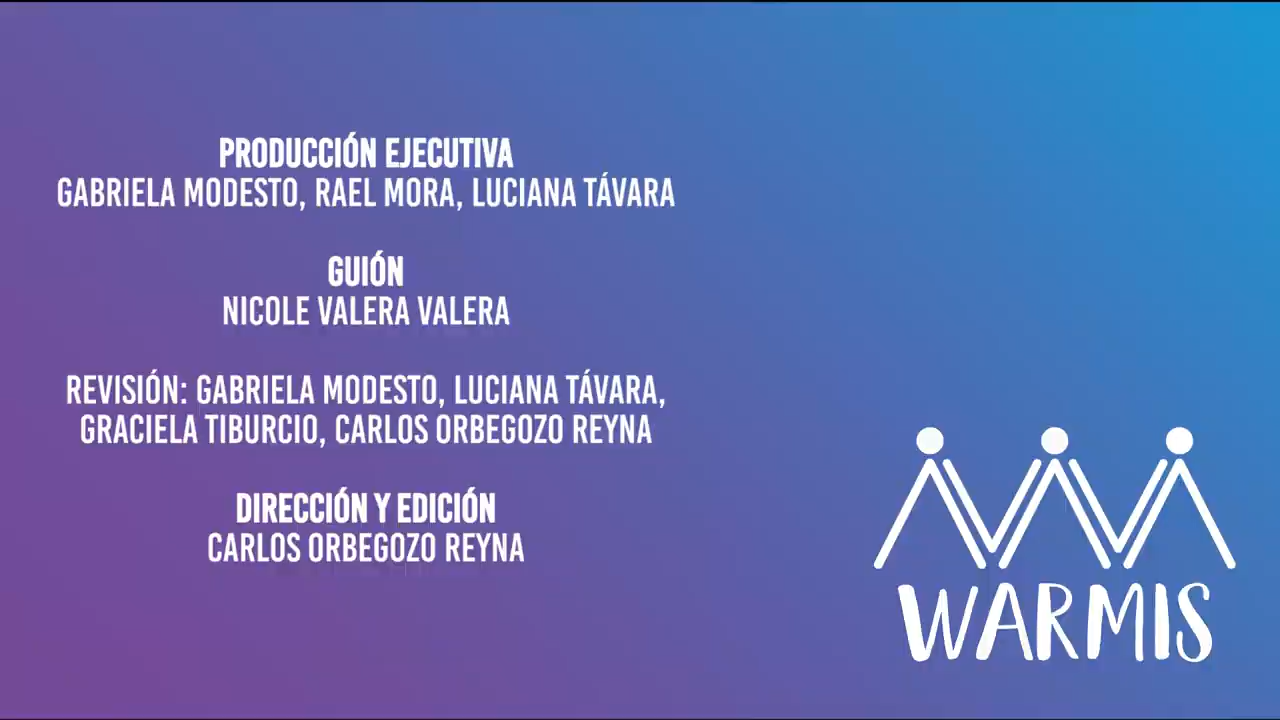 PRODUCCIÓN EJECUTIVA
GABRIELA MODESTO, RAEL MORA, LUCIANA TÁVARA
GUIÓN
NICOLE VALERA VALERA
REVISIÓN: GABRIELA MODESTO, LUCIANA TÁVARA,
GRACIELA TIBURCIO, CARLOS ORBEGOZO REYNA
DIRECCIÓN Y EDICIÓN
CARLOS ORBEGOZO REYNA
WARMIS